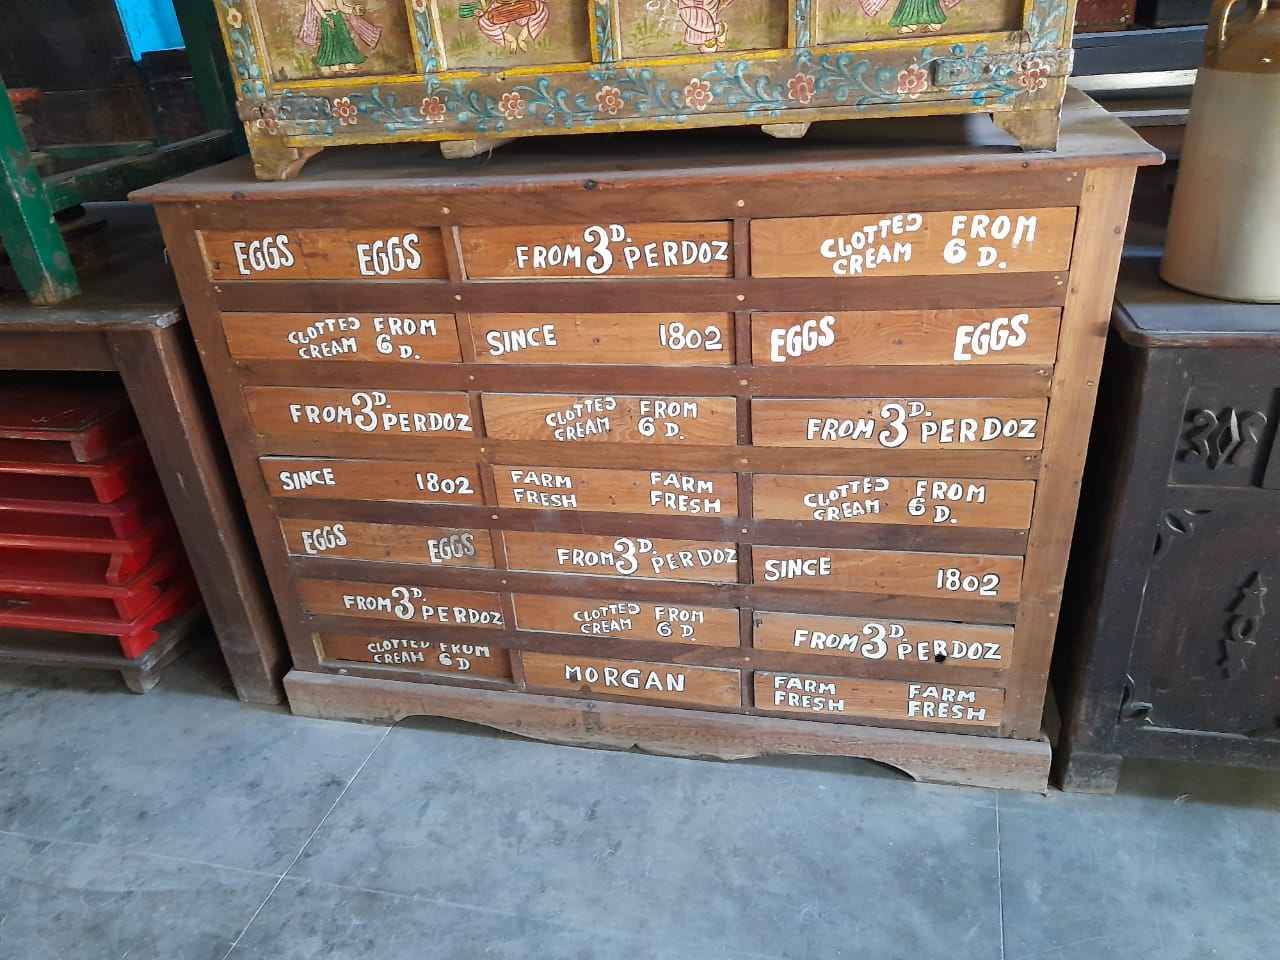 EGGS EGGS
FROM 3D. PERDOZ
CLOTTED CREAM FROM 6 D.
CLOTTED CREAM FROM 6 D.
SINCE 1802
EGGS EGGS
FROM 3D. PERDOZ
CLOTTED CREAM FROM 6 D.
FROM 3D. PERDOZ
SINCE 1802
FARM FRESH FARM FRESH
CLOTTED CREAM FROM 6 D.
EGGS EGGS
FROM 3D. PERDOZ
SINCE 1802
FROM 3D. PERDOZ
CLOTTED CREAM FROM 6 D.
FROM 3D. PERDOZ
CLOTTED CREAM FROM 6 D
MORGAN
FARM FRESH FARM FRESH